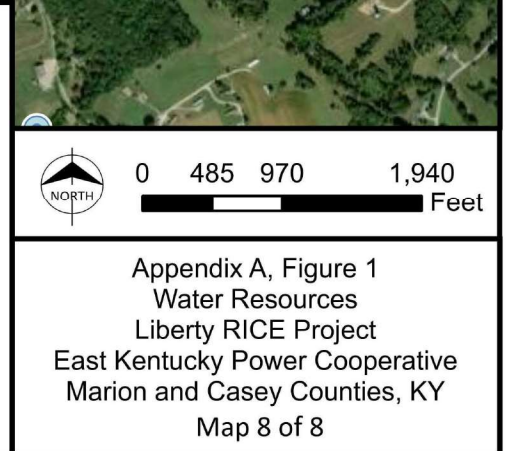 NORTH
0 485 970 1,940
Feet
Appendix A, Figure 1
Water Resources
Liberty RICE Project
East Kentucky Power Cooperative
Marion and Casey Counties, KY
Map 8 of 8